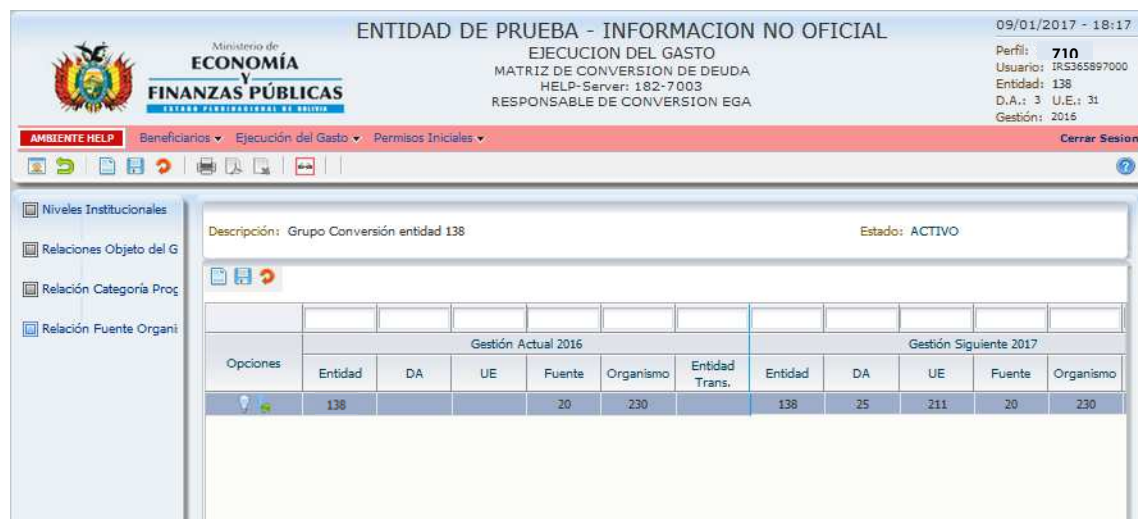 ENTIDAD DE PRUEBA - INFORMACION NO OFICIAL
EJECUCION DEL GASTO
MATRIZ DE CONVERSION DE DEUDA
HELP-Server: 182-7003
RESPONSABLE DE CONVERSION EGA
Ministerio de
ECONOMÍA
Y
FINANZAS PÚBLICAS
ESTADO PLURINACIONAL DE BOLIVIA
09/01/2017 - 18:17
Perfil: 710
Usuario: IRS365897000
Entidad: 138
D.A.: 3 U.E.: 31
Gestión: 2016
AMBIENTE HELP Beneficiarios Ejecución del Gasto Permisos Iniciales Cerrar Sesion
Niveles Institucionales
Relaciones Objeto del G
Relación Categoría Prog
Relación Fuente Organi
Descripción: Grupo Conversión entidad 138 Estado: ACTIVO
Gestión Actual 2016 Gestión Siguiente 2017
Opciones Entidad DA UE Fuente Organismo Entidad Trans. Entidad DA UE Fuente Organismo
138 20 230 138 25 211 20 230